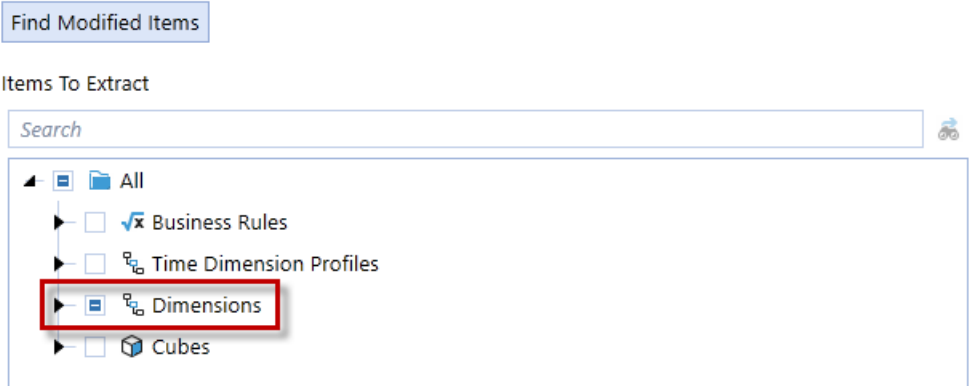 Find Modified Items
Items To Extract
Search
All
Business Rules
Time Dimension Profiles
Dimensions
Cubes